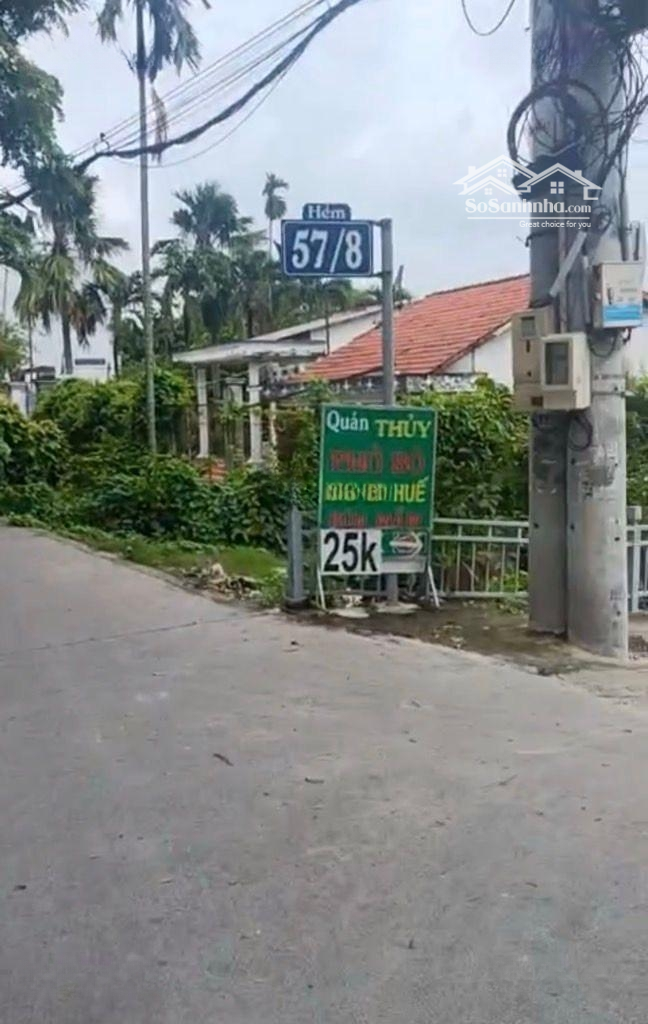 Hẻm
57/8
SoSanhnha.com
Great choice for you
Quán THỦY
PHỞ BÒ
HUẾ
25k